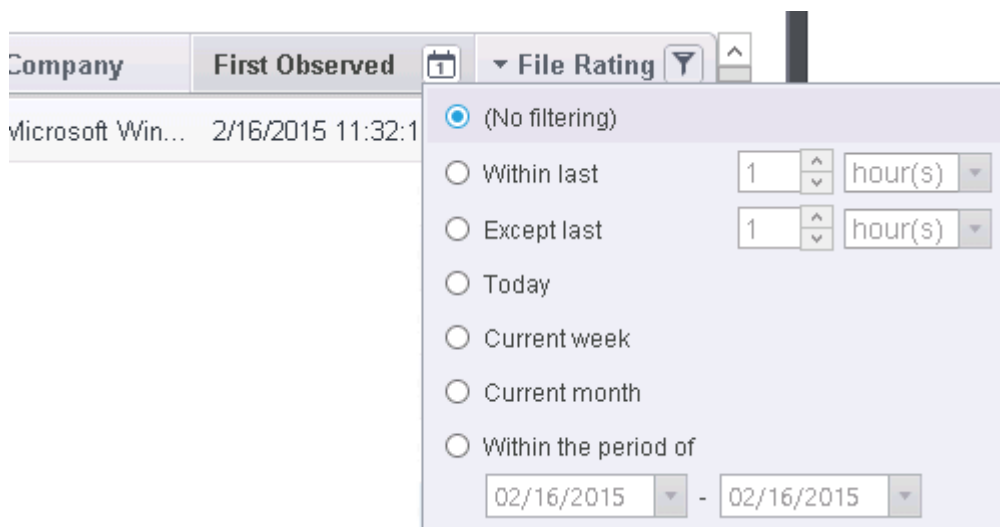 Company First Observed 1 File Rating
Microsoft Win... 2/16/2015 11:32:1
(No filtering)
Within last 1 hour(s)
Except last 1 hour(s)
Today
Current week
Current month
Within the period of
02/16/2015 - 02/16/2015